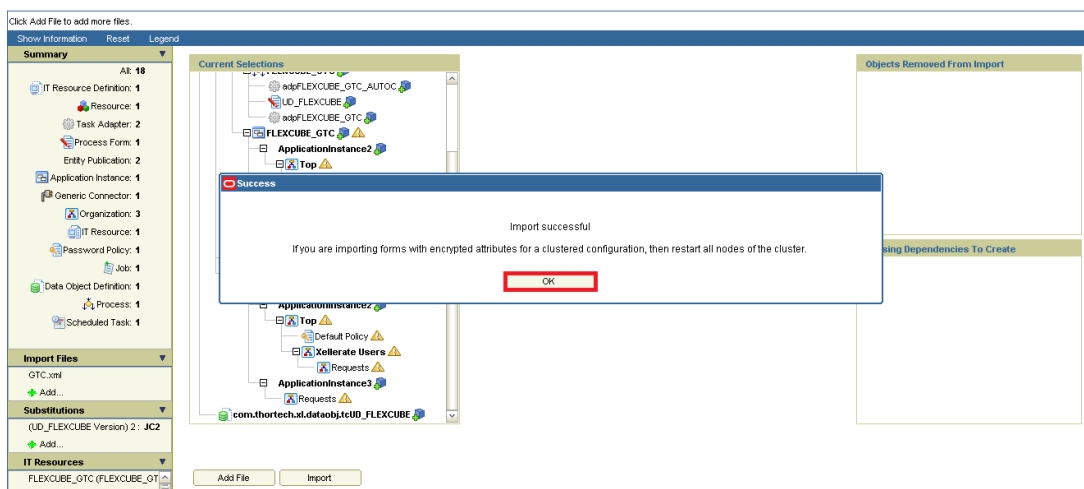 Click Add File to add more files.
Show Information Reset Legend
Summary
All: 18
IT Resource Definition: 1
Resource: 1
Task Adapter: 2
Process Form: 1
Entity Publication: 2
Application Instance: 1
Generic Connector: 1
Organization: 3
IT Resource: 1
Password Policy: 1
Job: 1
Data Object Definition: 1
Process: 1
Scheduled Task: 1
Import Files
GTC.xml
Add...
Substitutions
(UD_FLEXCUBE Version) 2 : JC2
Add...
IT Resources
FLEXCUBE_GTC (FLEXCUBE_GT
Current Selections
adpFLEXCUBE_GTC_AUTOC
UD_FLEXCUBE
adpFLEXCUBE_GTC
FLEXCUBE_GTC
ApplicationInstance2
Top
Success
Import successful
If you are importing forms with encrypted attributes for a clustered configuration, then restart all nodes of the cluster.
OK
ApplicationInstance2
Top
Default Policy
Xellerate Users
Requests
ApplicationInstance3
Requests
com.thortech.xl.dataobj.tcUD_FLEXCUBE
Add File Import
Objects Removed From Import
sing Dependencies To Create